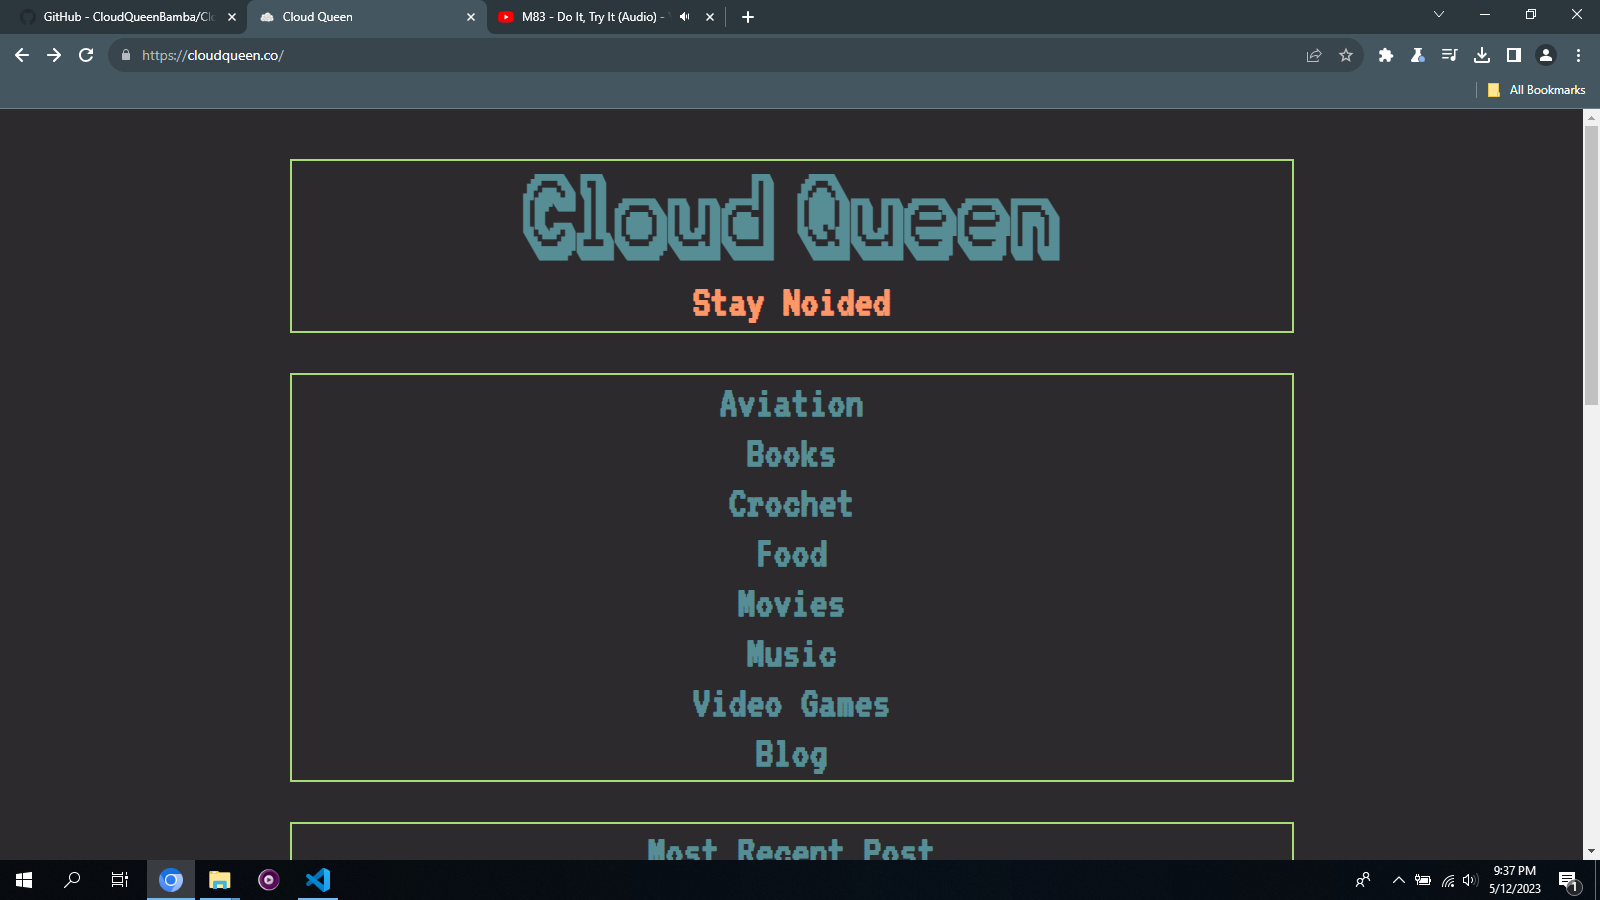 GitHub - CloudQueenBamba/Cl
Cloud Queen
M83 - Do It, Try It (Audio) -
https://cloudqueen.co/
All Bookmarks
Cloud Queen
Stay Noided
Aviation
Books
Crochet
Food
Movies
Music
Video Games
Blog
Most Recent Post
9:37 PM
5/12/2023
1